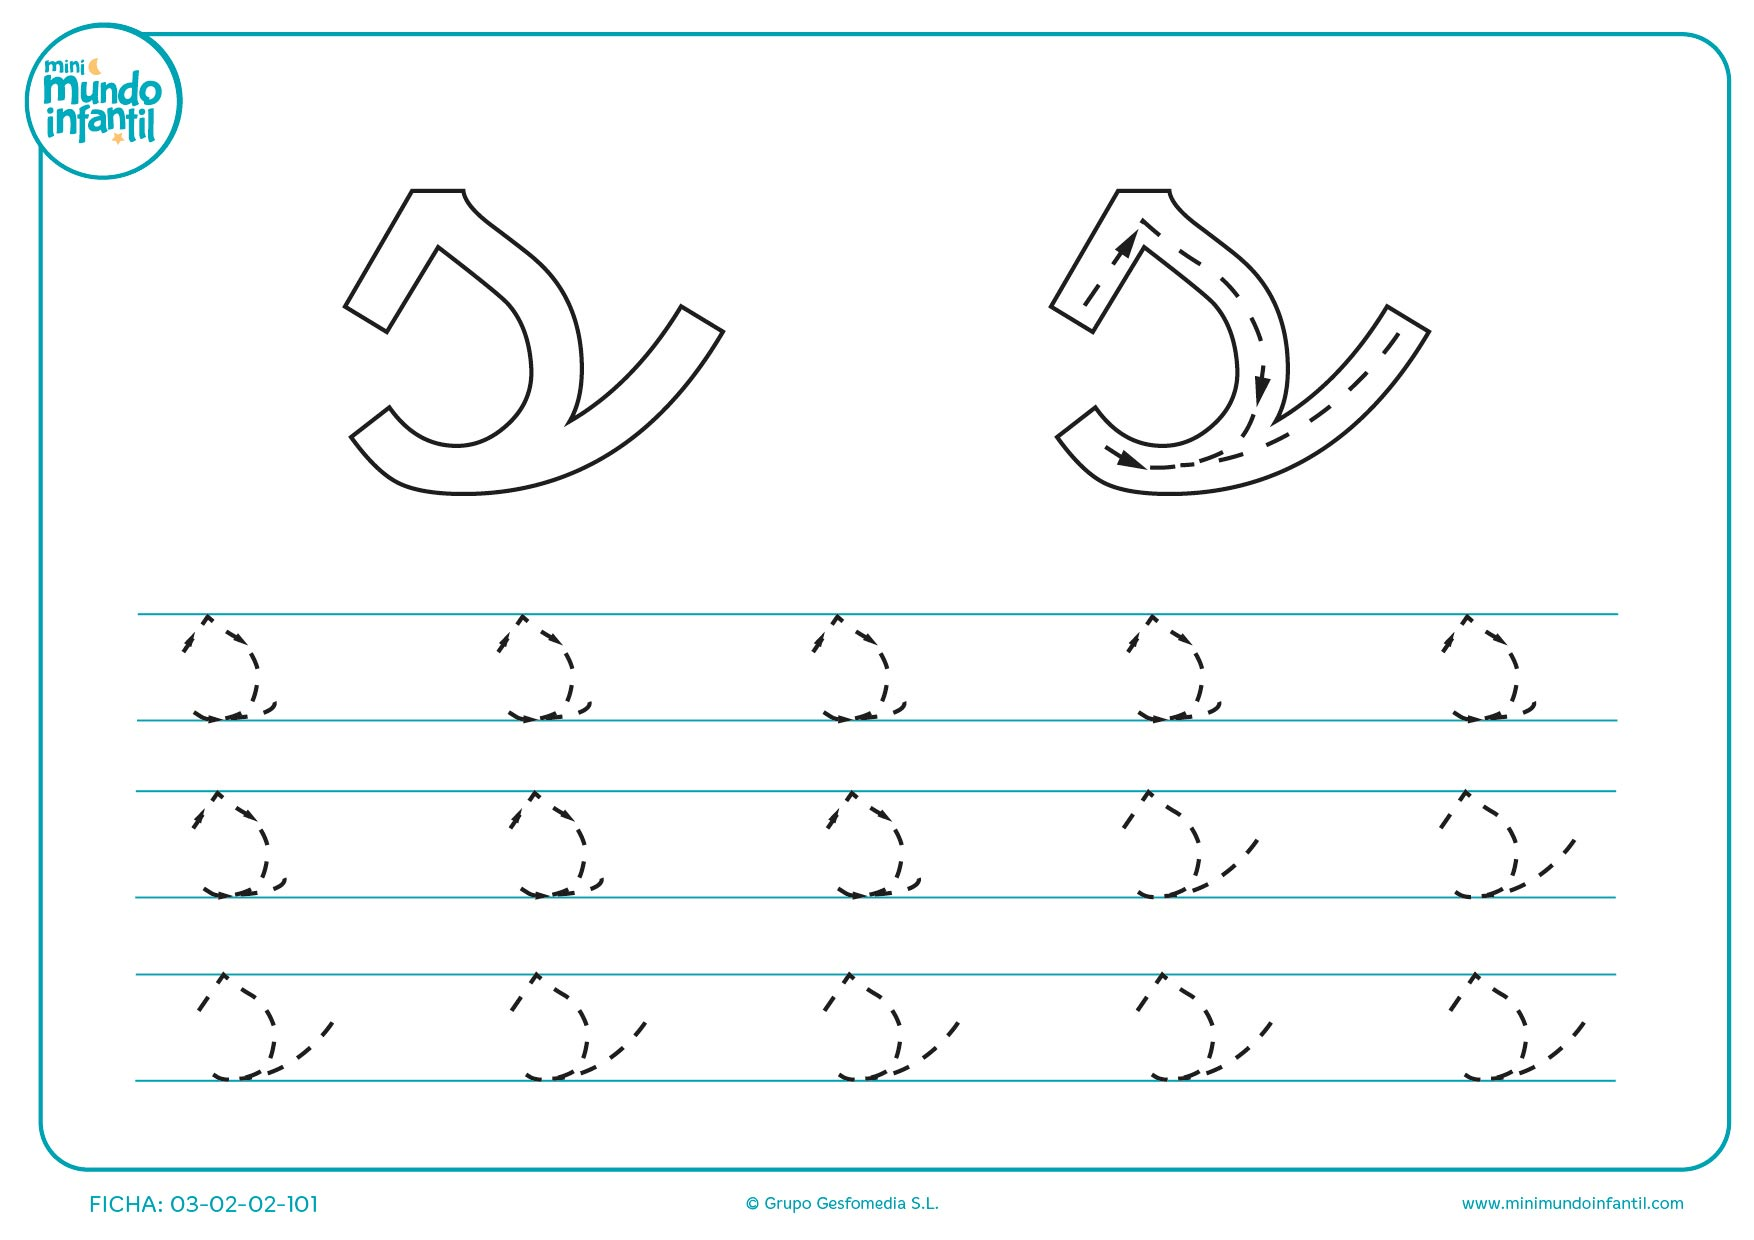 mini
mundo
infantil
s s
s s s s s
s s s s s
s s s s s
FICHA: 03-02-02-101
© Grupo Gesfomedia S.L.
www.minimundoinfantil.com